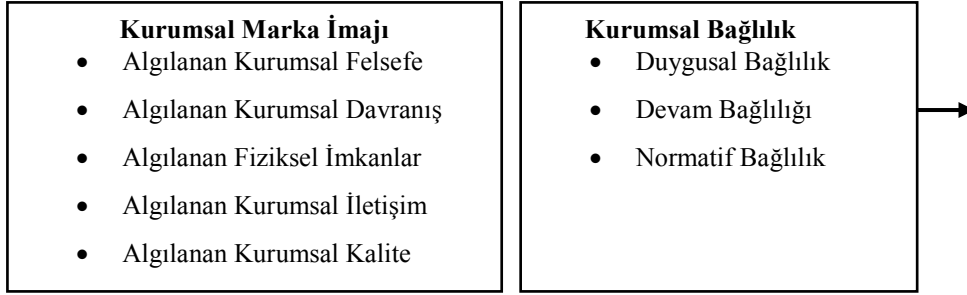 Kurumsal Marka İmajı
• Algılanan Kurumsal Felsefe
• Algılanan Kurumsal Davranış
• Algılanan Fiziksel İmkanlar
• Algılanan Kurumsal İletişim
• Algılanan Kurumsal Kalite
Kurumsal Bağlılık
• Duygusal Bağlılık
• Devam Bağlılığı
• Normatif Bağlılık